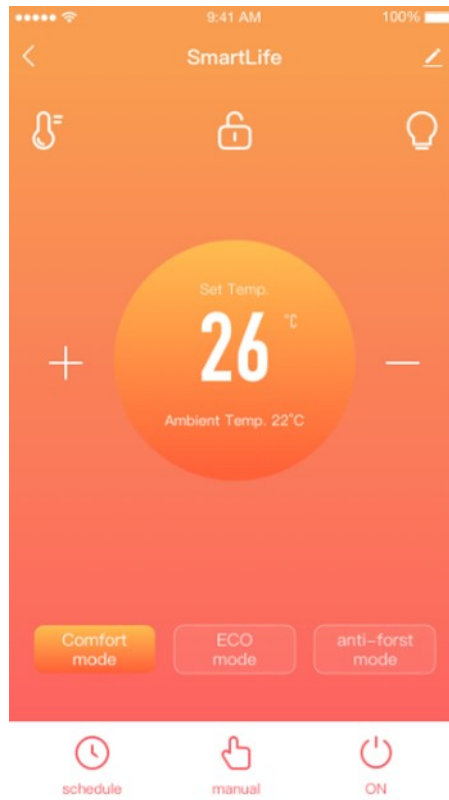 9:41 AM 100%
SmartLife
Set Temp.
26 °C
Ambient Temp. 22°C
Comfort
mode
ECO
mode
anti-forst
mode
schedule
manual
ON